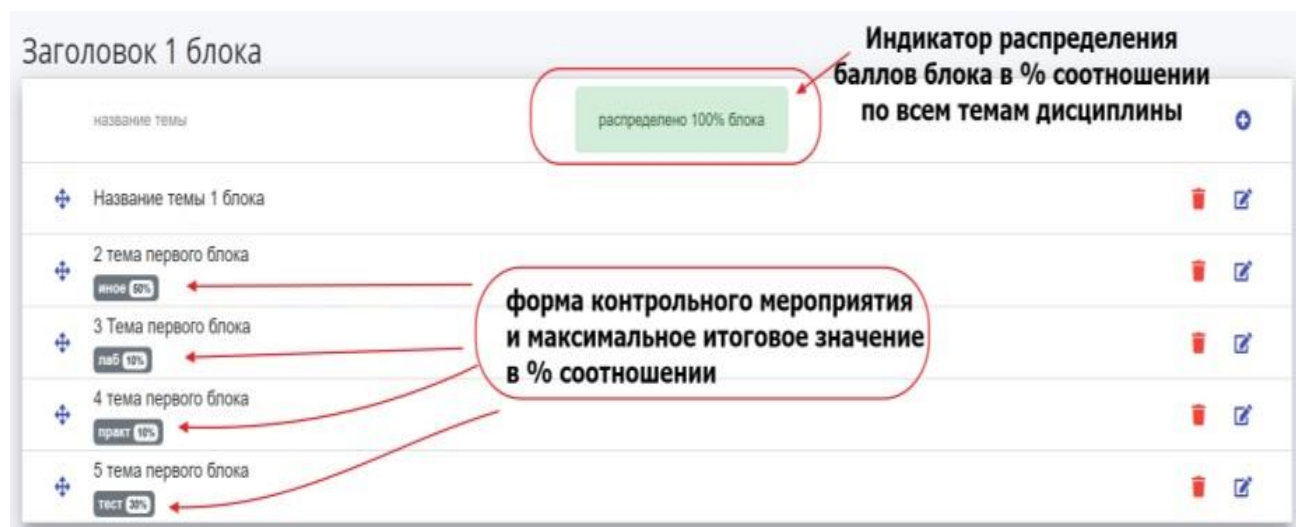 Заголовок 1 блока
Индикатор распределения
баллов блока в % соотношении
по всем темам дисциплины
название темы
распределено 100% блока
Название темы 1 блока
2 тема первого блока
иное 50%
3 Тема первого блока
лаб 10%
4 тема первого блока
практ 10%
5 тема первого блока
тест 30%
форма контрольного мероприятия
и максимальное итоговое значение
в % соотношении